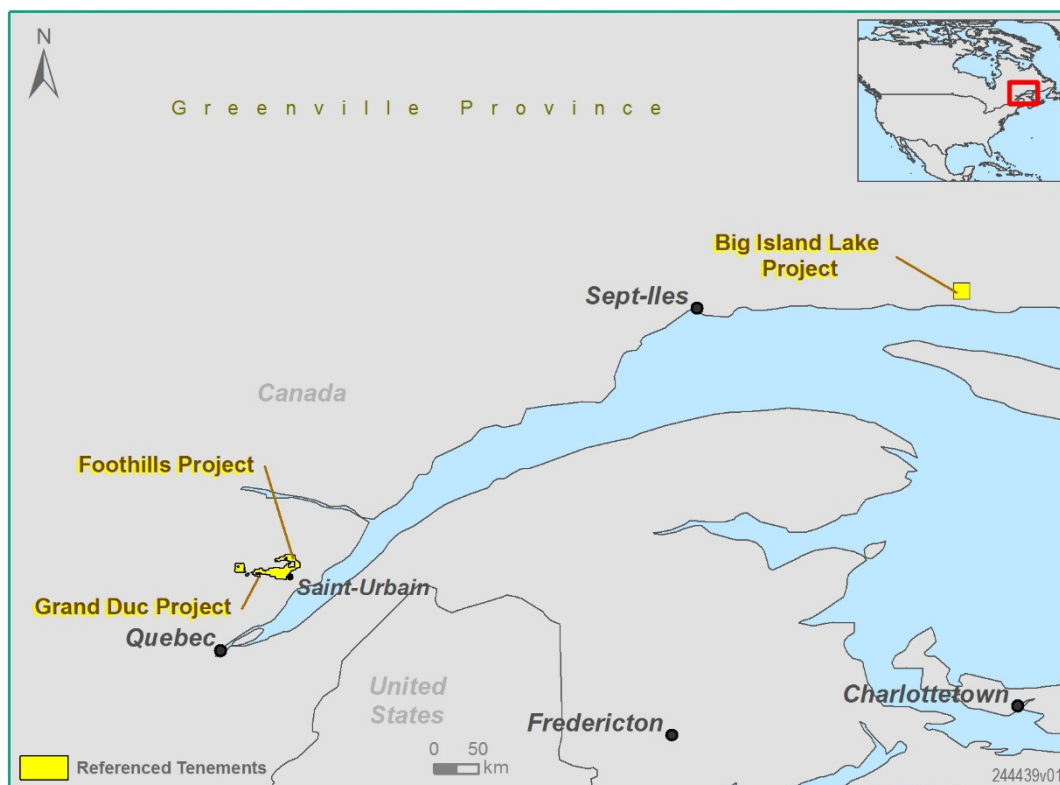 N
Greenville Province
Big Island Lake
Project
Sept-Iles
Canada
Foothills Project
Saint-Urbain
Grand Duc Project
Quebec
United
States
Charlottetown
Fredericton
0 50
km
Referenced Tenements
244439v01